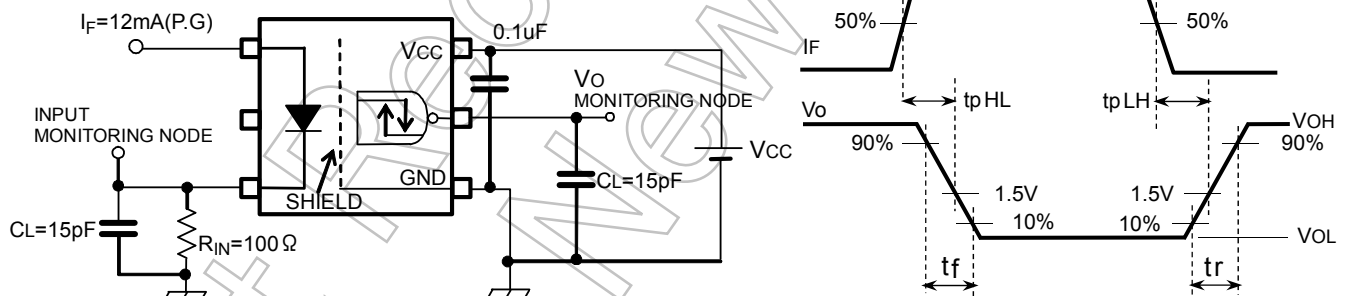 IF=12mA(P.G)
INPUT
MONITORING NODE
CL=15pF
RIN=100Ω
SHIELD
VCC
GND
0.1uF
VO
MONITORING NODE
CL=15pF
VCC
50%
50%
IF
tpHL
tpLH
Vo
VOH
90%
90%
1.5V
1.5V
10%
10%
VOL
tf
tr
New